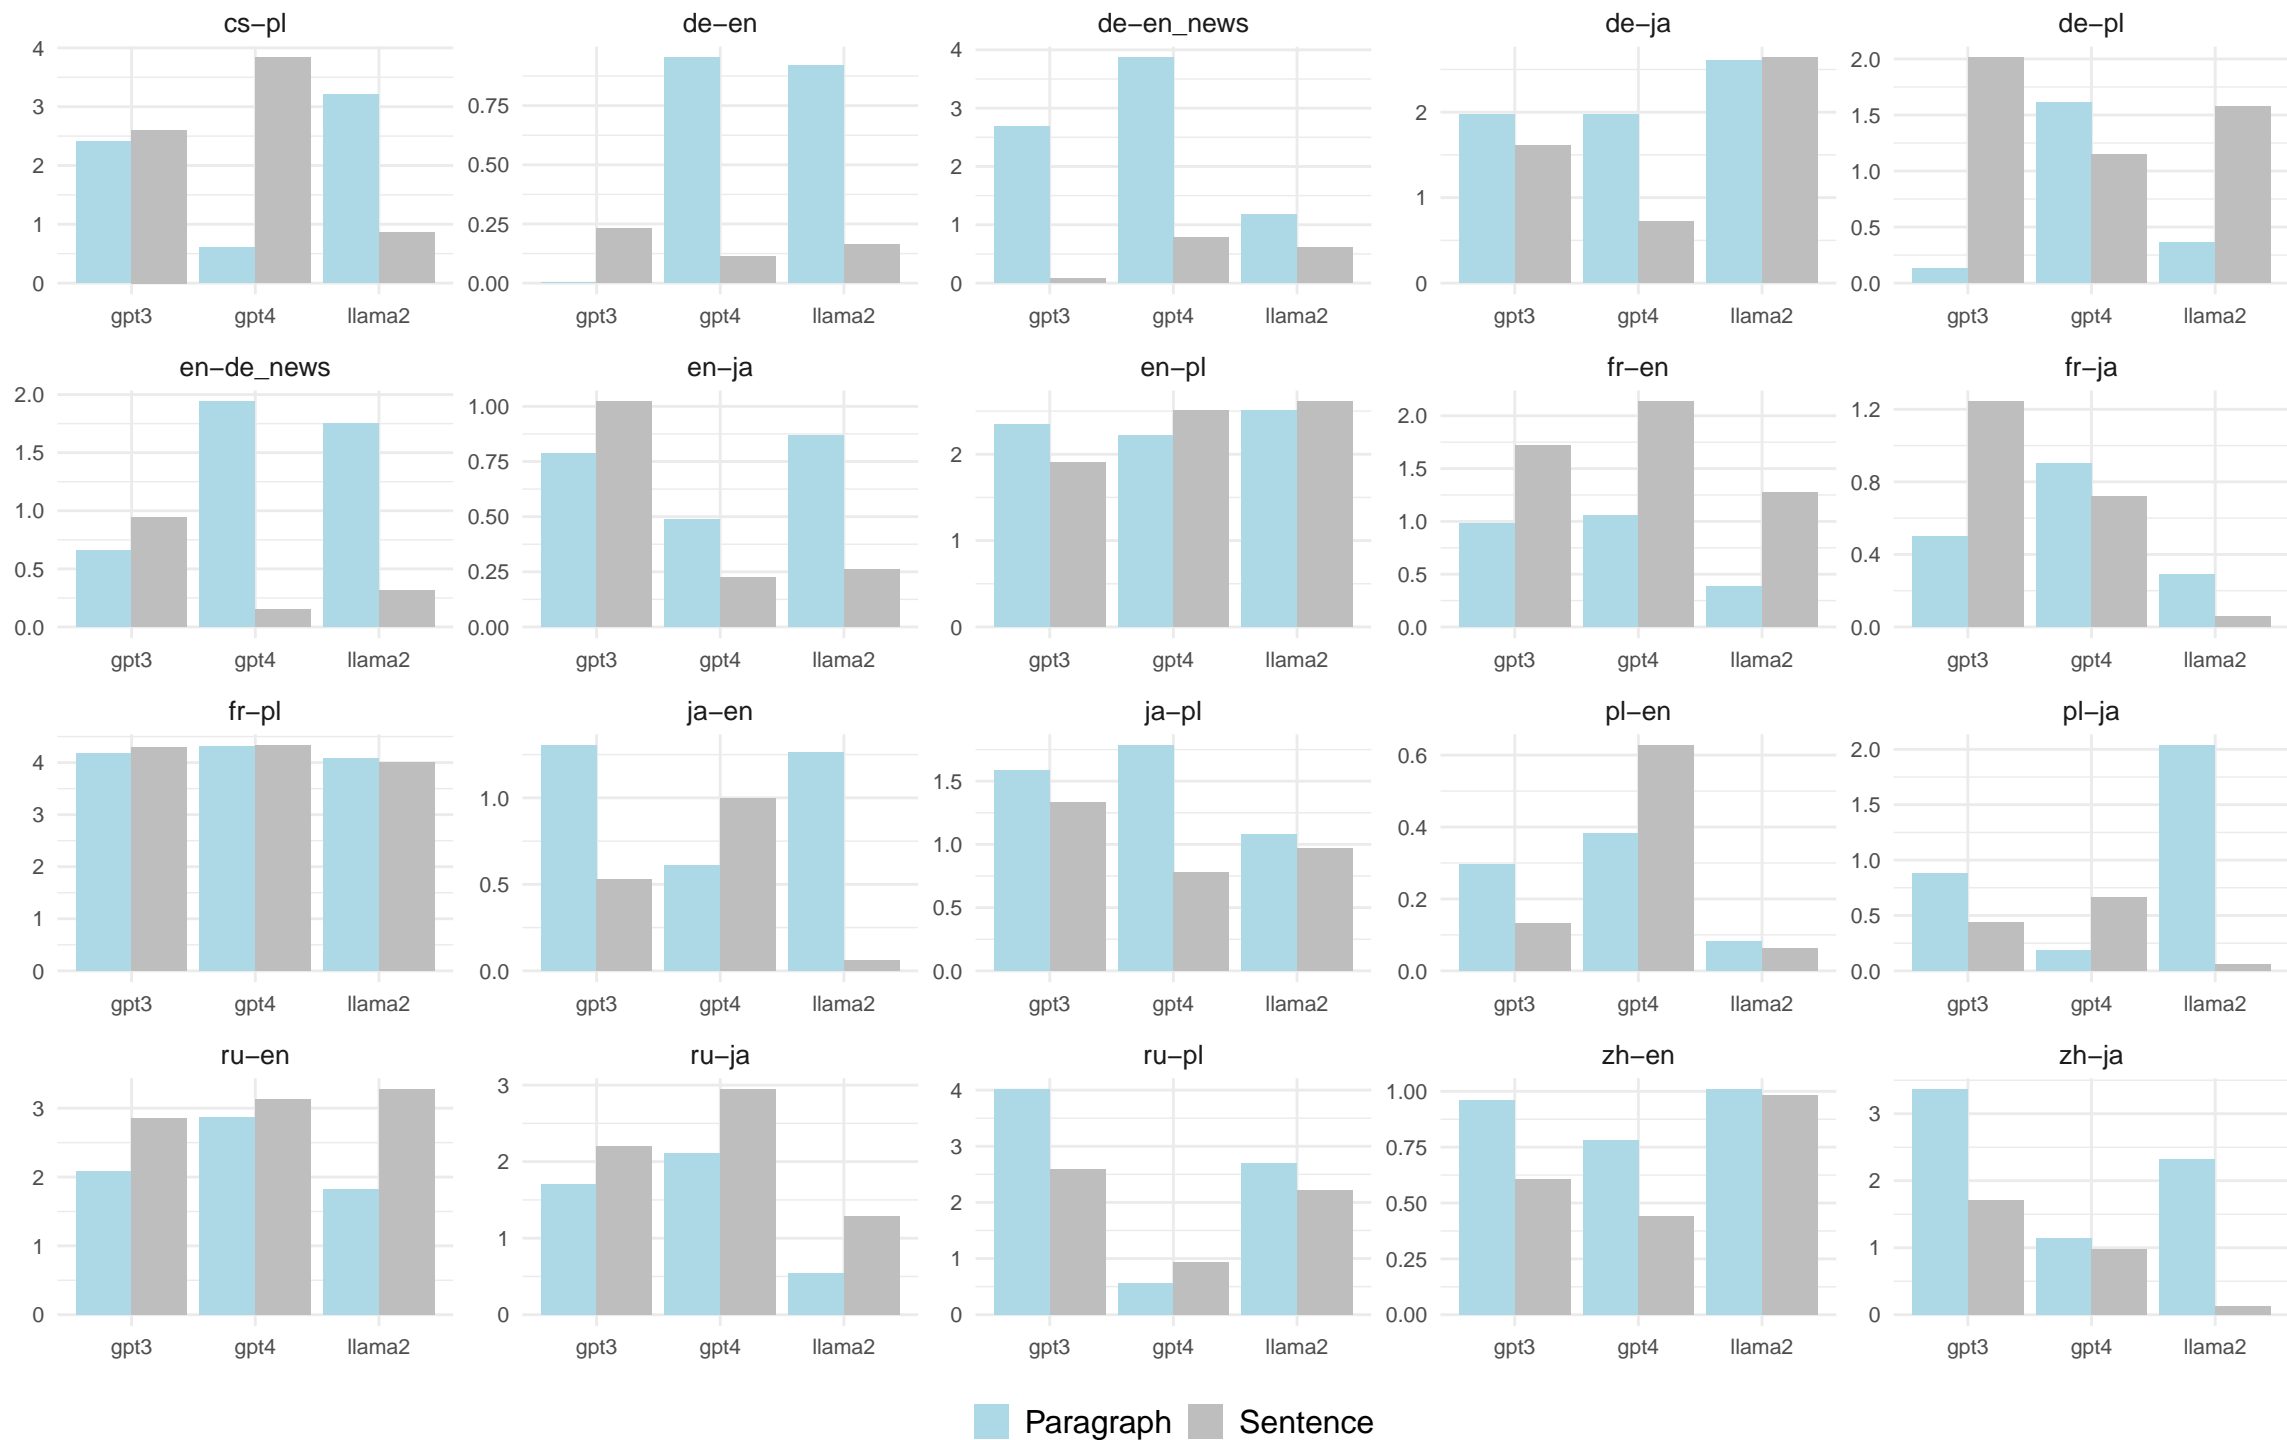 cs−pl
de−en
de−en_news
de−ja
de−pl
4
3
2
1
0
0.75
0.50
0.25
0.00
4
3
2
1
0
2
1
0
2.0
1.5
1.0
0.5
0.0
gpt3 gpt4 llama2
gpt3 gpt4 llama2
gpt3 gpt4 llama2
gpt3 gpt4 llama2
gpt3 gpt4 llama2
en−de_news
en−ja
en−pl
fr−en
fr−ja
2.0
1.5
1.0
0.5
0.0
1.00
0.75
0.50
0.25
0.00
2
1
0
2.0
1.5
1.0
0.5
0.0
1.2
0.8
0.4
0.0
gpt3 gpt4 llama2
gpt3 gpt4 llama2
gpt3 gpt4 llama2
gpt3 gpt4 llama2
gpt3 gpt4 llama2
fr−pl
ja−en
ja−pl
pl−en
pl−ja
4
3
2
1
0
1.0
0.5
0.0
1.5
1.0
0.5
0.0
0.6
0.4
0.2
0.0
2.0
1.5
1.0
0.5
0.0
gpt3 gpt4 llama2
gpt3 gpt4 llama2
gpt3 gpt4 llama2
gpt3 gpt4 llama2
gpt3 gpt4 llama2
ru−en
ru−ja
ru−pl
zh−en
zh−ja
3
2
1
0
3
2
1
0
4
3
2
1
0
1.00
0.75
0.50
0.25
0.00
3
2
1
0
gpt3 gpt4 llama2
gpt3 gpt4 llama2
gpt3 gpt4 llama2
gpt3 gpt4 llama2
gpt3 gpt4 llama2
Paragraph Sentence